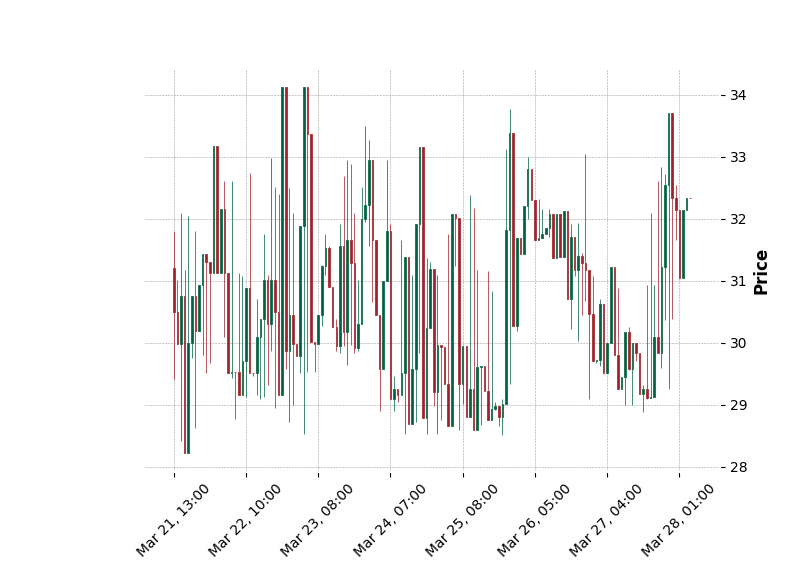 34
33
32
31
30
29
28
Price
Mar 21, 13:00
Mar 22, 10:00
Mar 23, 08:00
Mar 24, 07:00
Mar 25, 08:00
Mar 26, 05:00
Mar 27, 04:00
Mar 28, 01:00